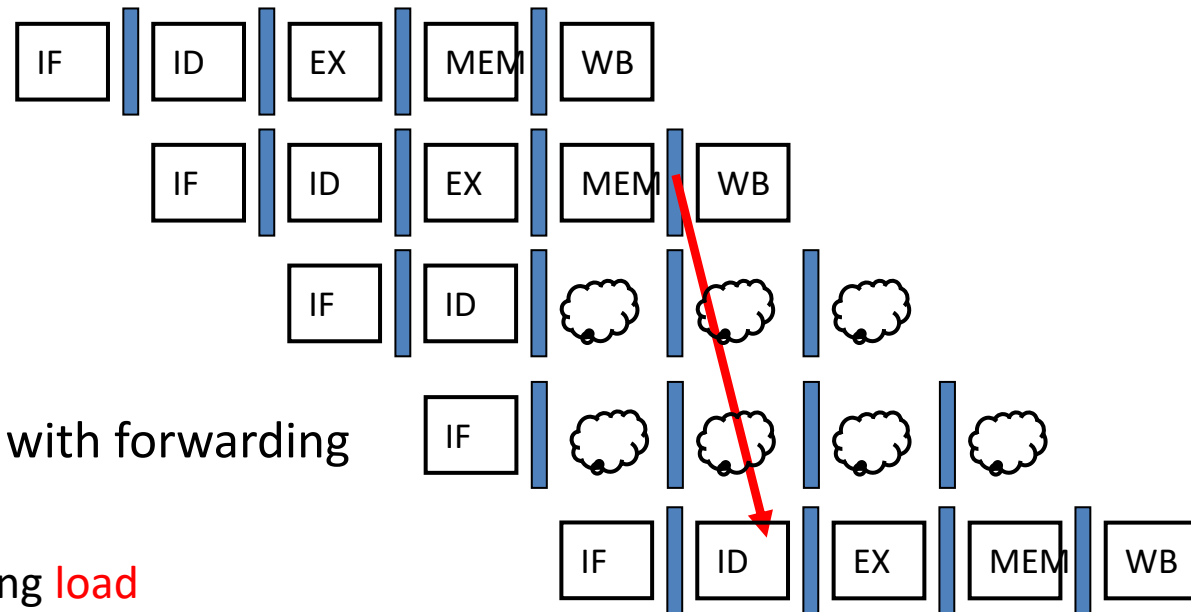 IF ID EX MEM WB
IF ID EX MEM WB
IF ID
with forwarding IF
IF ID EX MEM WB
ng load